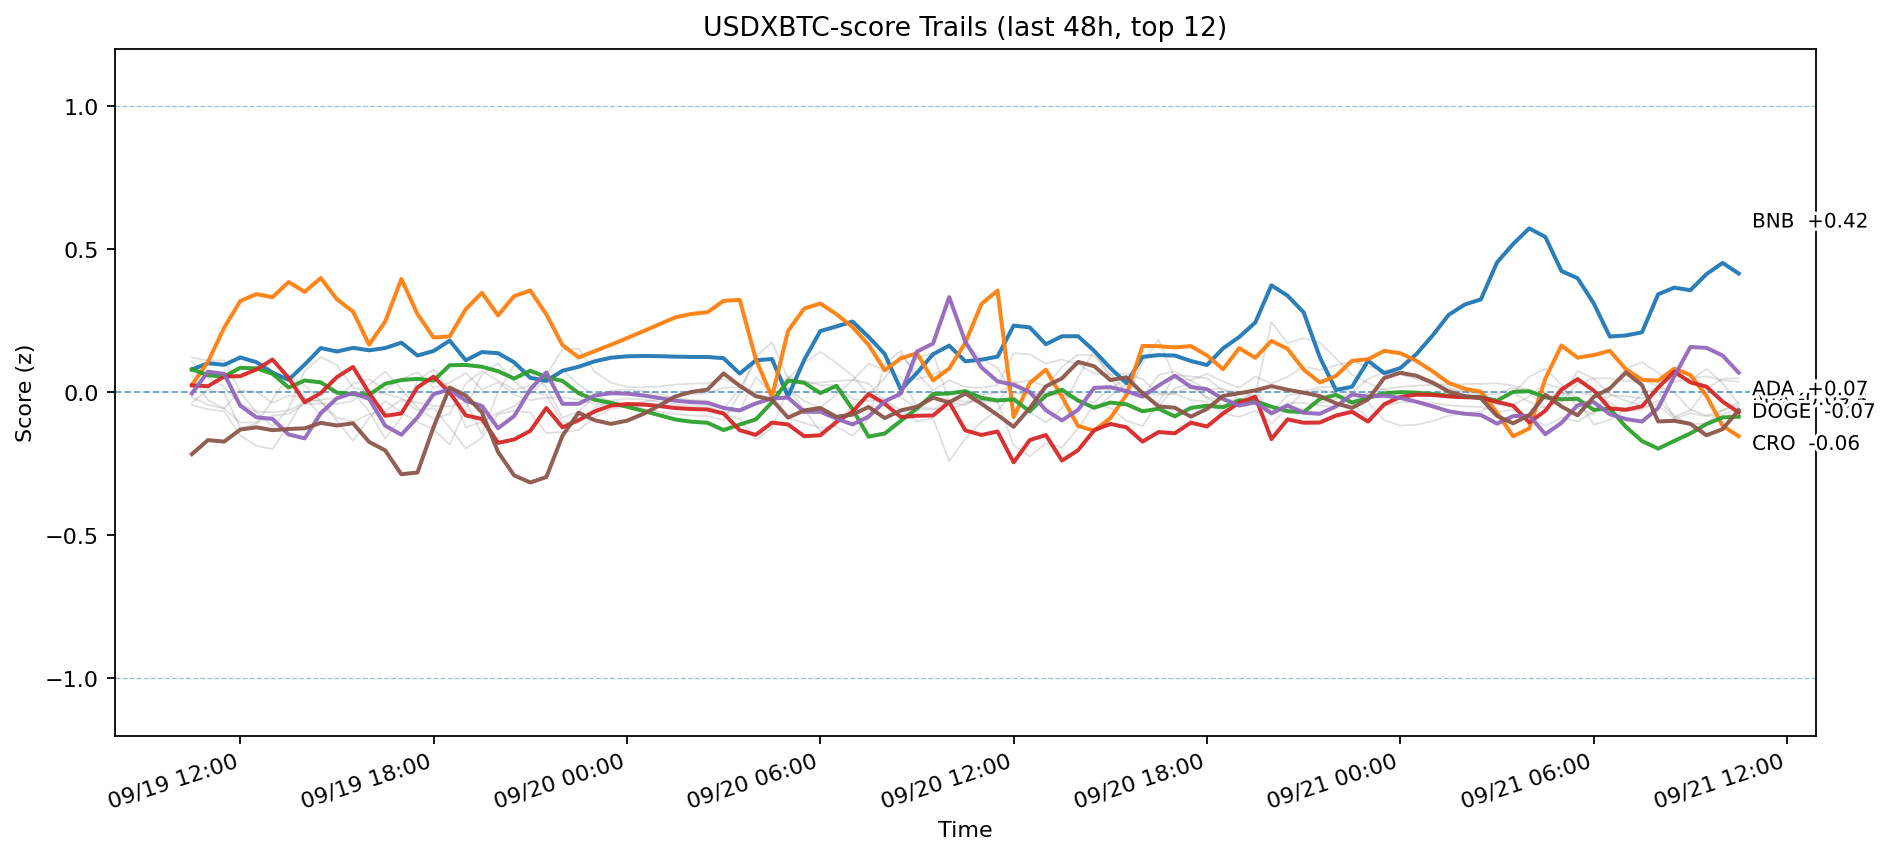 USDXBTC-score Trails (last 48h, top 12)
Score (z)
1.0
0.5
0.0
−0.5
−1.0
BNB +0.42
ADA +0.07
DOGE -0.07
CRO -0.06
09/19 12:00
09/19 18:00
09/20 00:00
09/20 06:00
09/20 12:00
09/20 18:00
09/21 00:00
09/21 06:00
09/21 12:00
Time